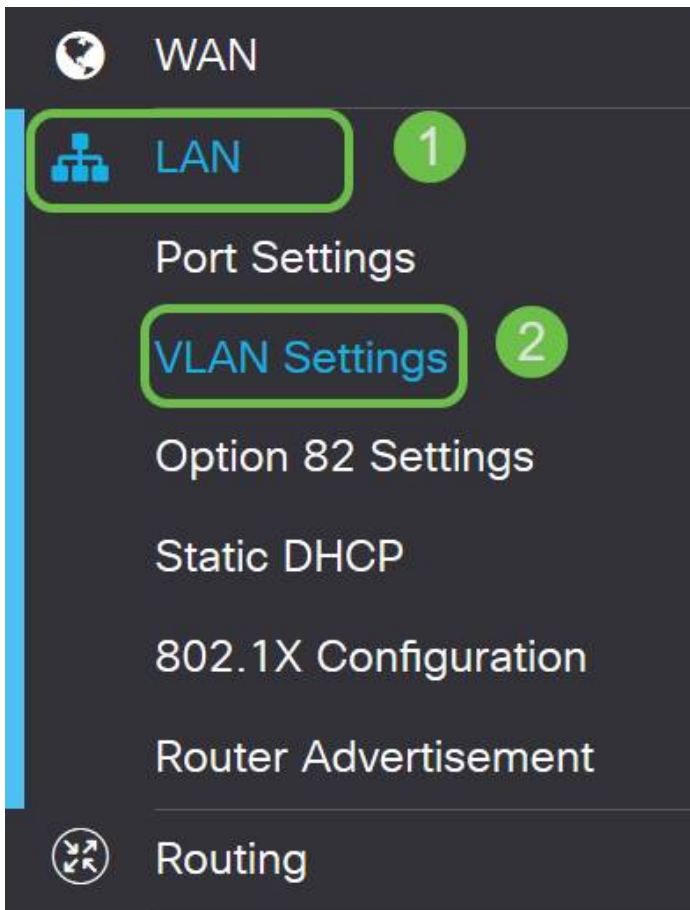 WAN
LAN 1
Port Settings
VLAN Settings 2
Option 82 Settings
Static DHCP
802.1X Configuration
Router Advertisement
Routing